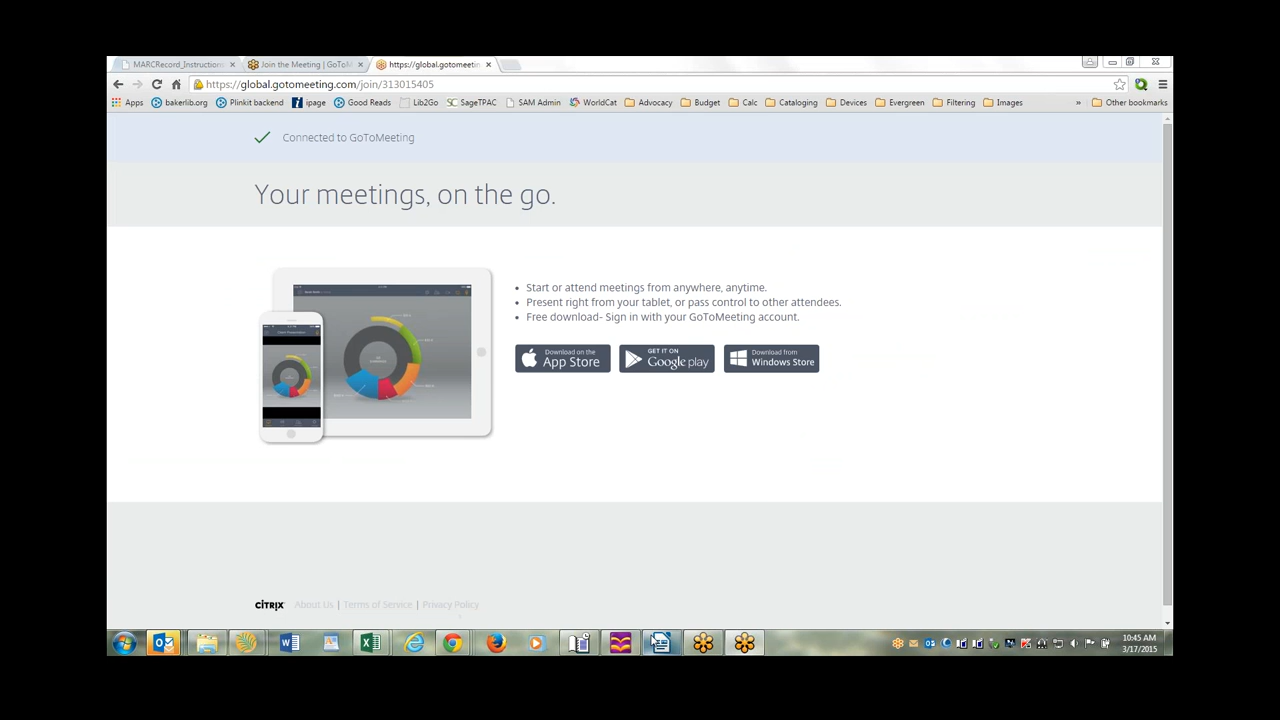 MARCRecord_Instructions
Join the Meeting | GoToM
https://global.gotomeetin
https://global.gotomeeting.com/join/313015405
Apps bakerlib.org Plinkit backend ipage Good Reads Lib2Go SageTPAC SAM Admin WorldCat Advocacy Budget Calc Cataloging Devices Evergreen Filtering Images » Other bookmarks
Connected to GoToMeeting
Your meetings, on the go.
• Start or attend meetings from anywhere, anytime.
• Present right from your tablet, or pass control to other attendees.
• Free download- Sign in with your GoToMeeting account.
Download on the
App Store
GET IT ON
Google play
Download from
Windows Store
CITRIX About Us | Terms of Service | Privacy Policy
10:45 AM
3/17/2015